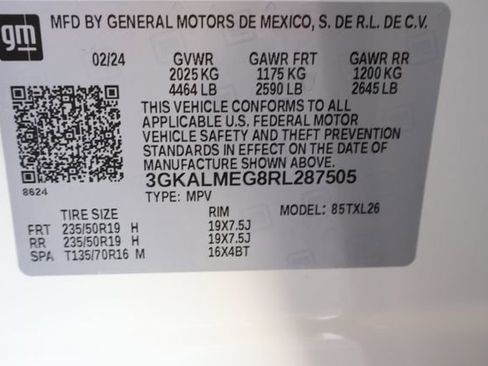 gm
MFD BY GENERAL MOTORS DE MEXICO, S. DE R.L. DE C.V.
02/24 GVWR GAWR FRT GAWR RR
2025 KG 1175 KG 1200 KG
4464 LB 2590 LB 2645 LB
THIS VEHICLE CONFORMS TO ALL
APPLICABLE U.S. FEDERAL MOTOR
VEHICLE SAFETY AND THEFT PREVENTION
STANDARDS IN EFFECT ON THE DATE OF
MANUFACTURE SHOWN ABOVE.
8624 3GKALMEG8RL287505
TYPE: MPV MODEL: 85TXL26
TIRE SIZE RIM
FRT 235/50R19 H 19X7.5J
RR 235/50R19 H 19X7.5J
SPA T135/70R16 M 16X4BT